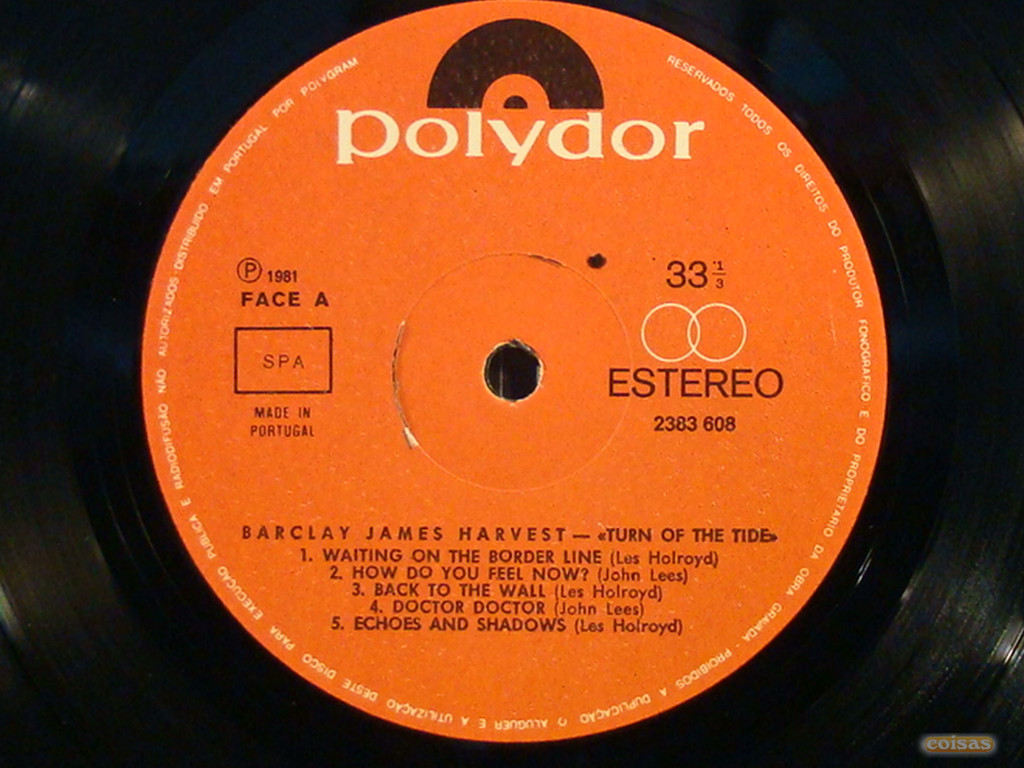 polydor
Ⓟ 1981
FACE A
SPA
MADE IN
PORTUGAL
33 1/3
ESTEREO
2383 608
BARCLAY JAMES HARVEST — «TURN OF THE TIDE»
1. WAITING ON THE BORDER LINE (Les Holroyd)
2. HOW DO YOU FEEL NOW? (John Lees)
3. BACK TO THE WALL (Les Holroyd)
4. DOCTOR DOCTOR (John Lees)
5. ECHOES AND SHADOWS (Les Holroyd)
RESERVADOS TODOS OS DIREITOS DO PRODUTOR FONOGRAFICO E DO PROPRIETARIO DA OBRA GRAVADA - PROIBIDOS A DUPLICAÇÃO O ALUGUER E A UTILIZAÇÃO DESTE DISCO PARA EXECUÇÃO PUBLICA E RADIODIFUSÃO NÃO AUTORIZADOS - DISTRIBUIDO EM PORTUGAL POR POLYGRAM
coisas